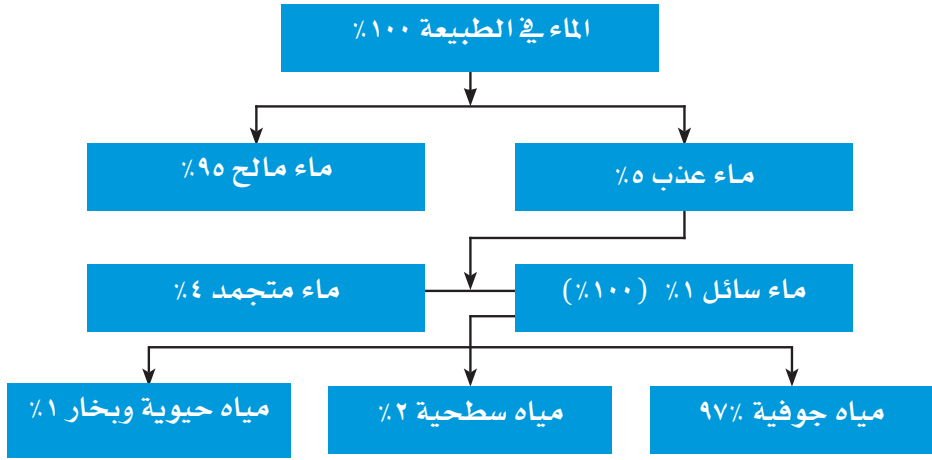 الماء في الطبيعة ١٠٠٪
ماء عذب ٥٪
ماء مالح ٩٥٪
ماء سائل ١٪ (١٠٠٪)
ماء متجمد ٤٪
مياه جوفية ٩٧٪
مياه سطحية ٢٪
مياه حيوية وبخار ١٪